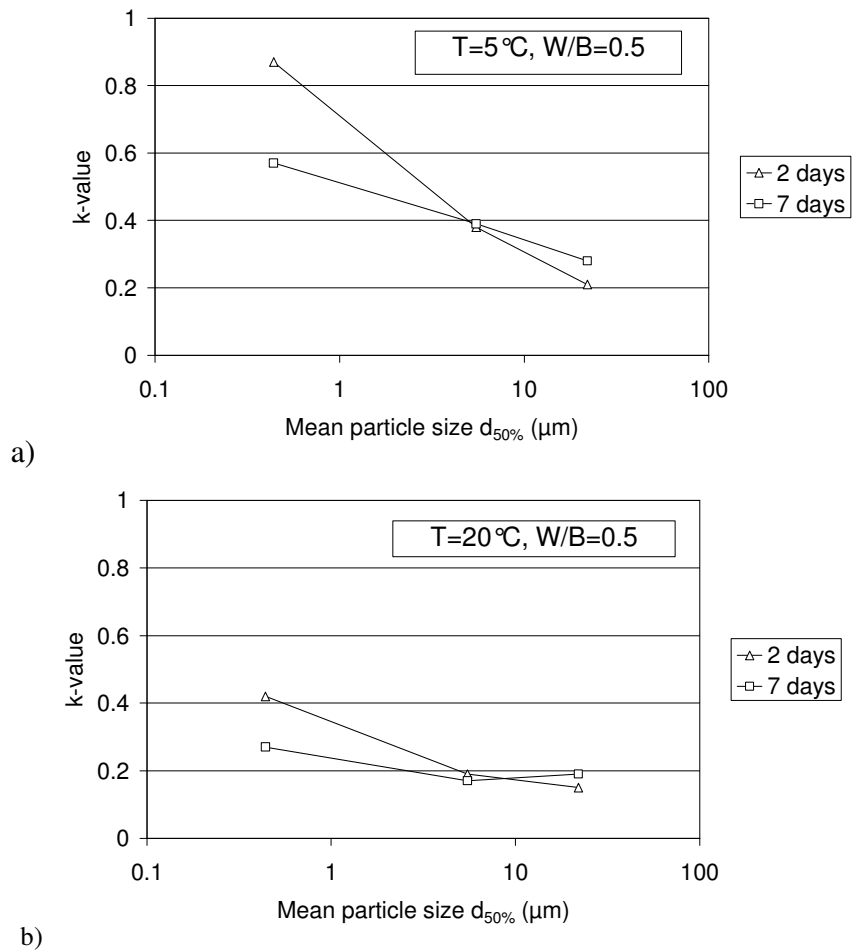 T=5°C, W/B=0.5
1
0.8
0.6
0.4
0.2
0
k-value
0.1
1
10
100
Mean particle size d50% (µm)
2 days
7 days
a)
T=20°C, W/B=0.5
1
0.8
0.6
0.4
0.2
0
k-value
0.1
1
10
100
Mean particle size d50% (µm)
2 days
7 days
b)